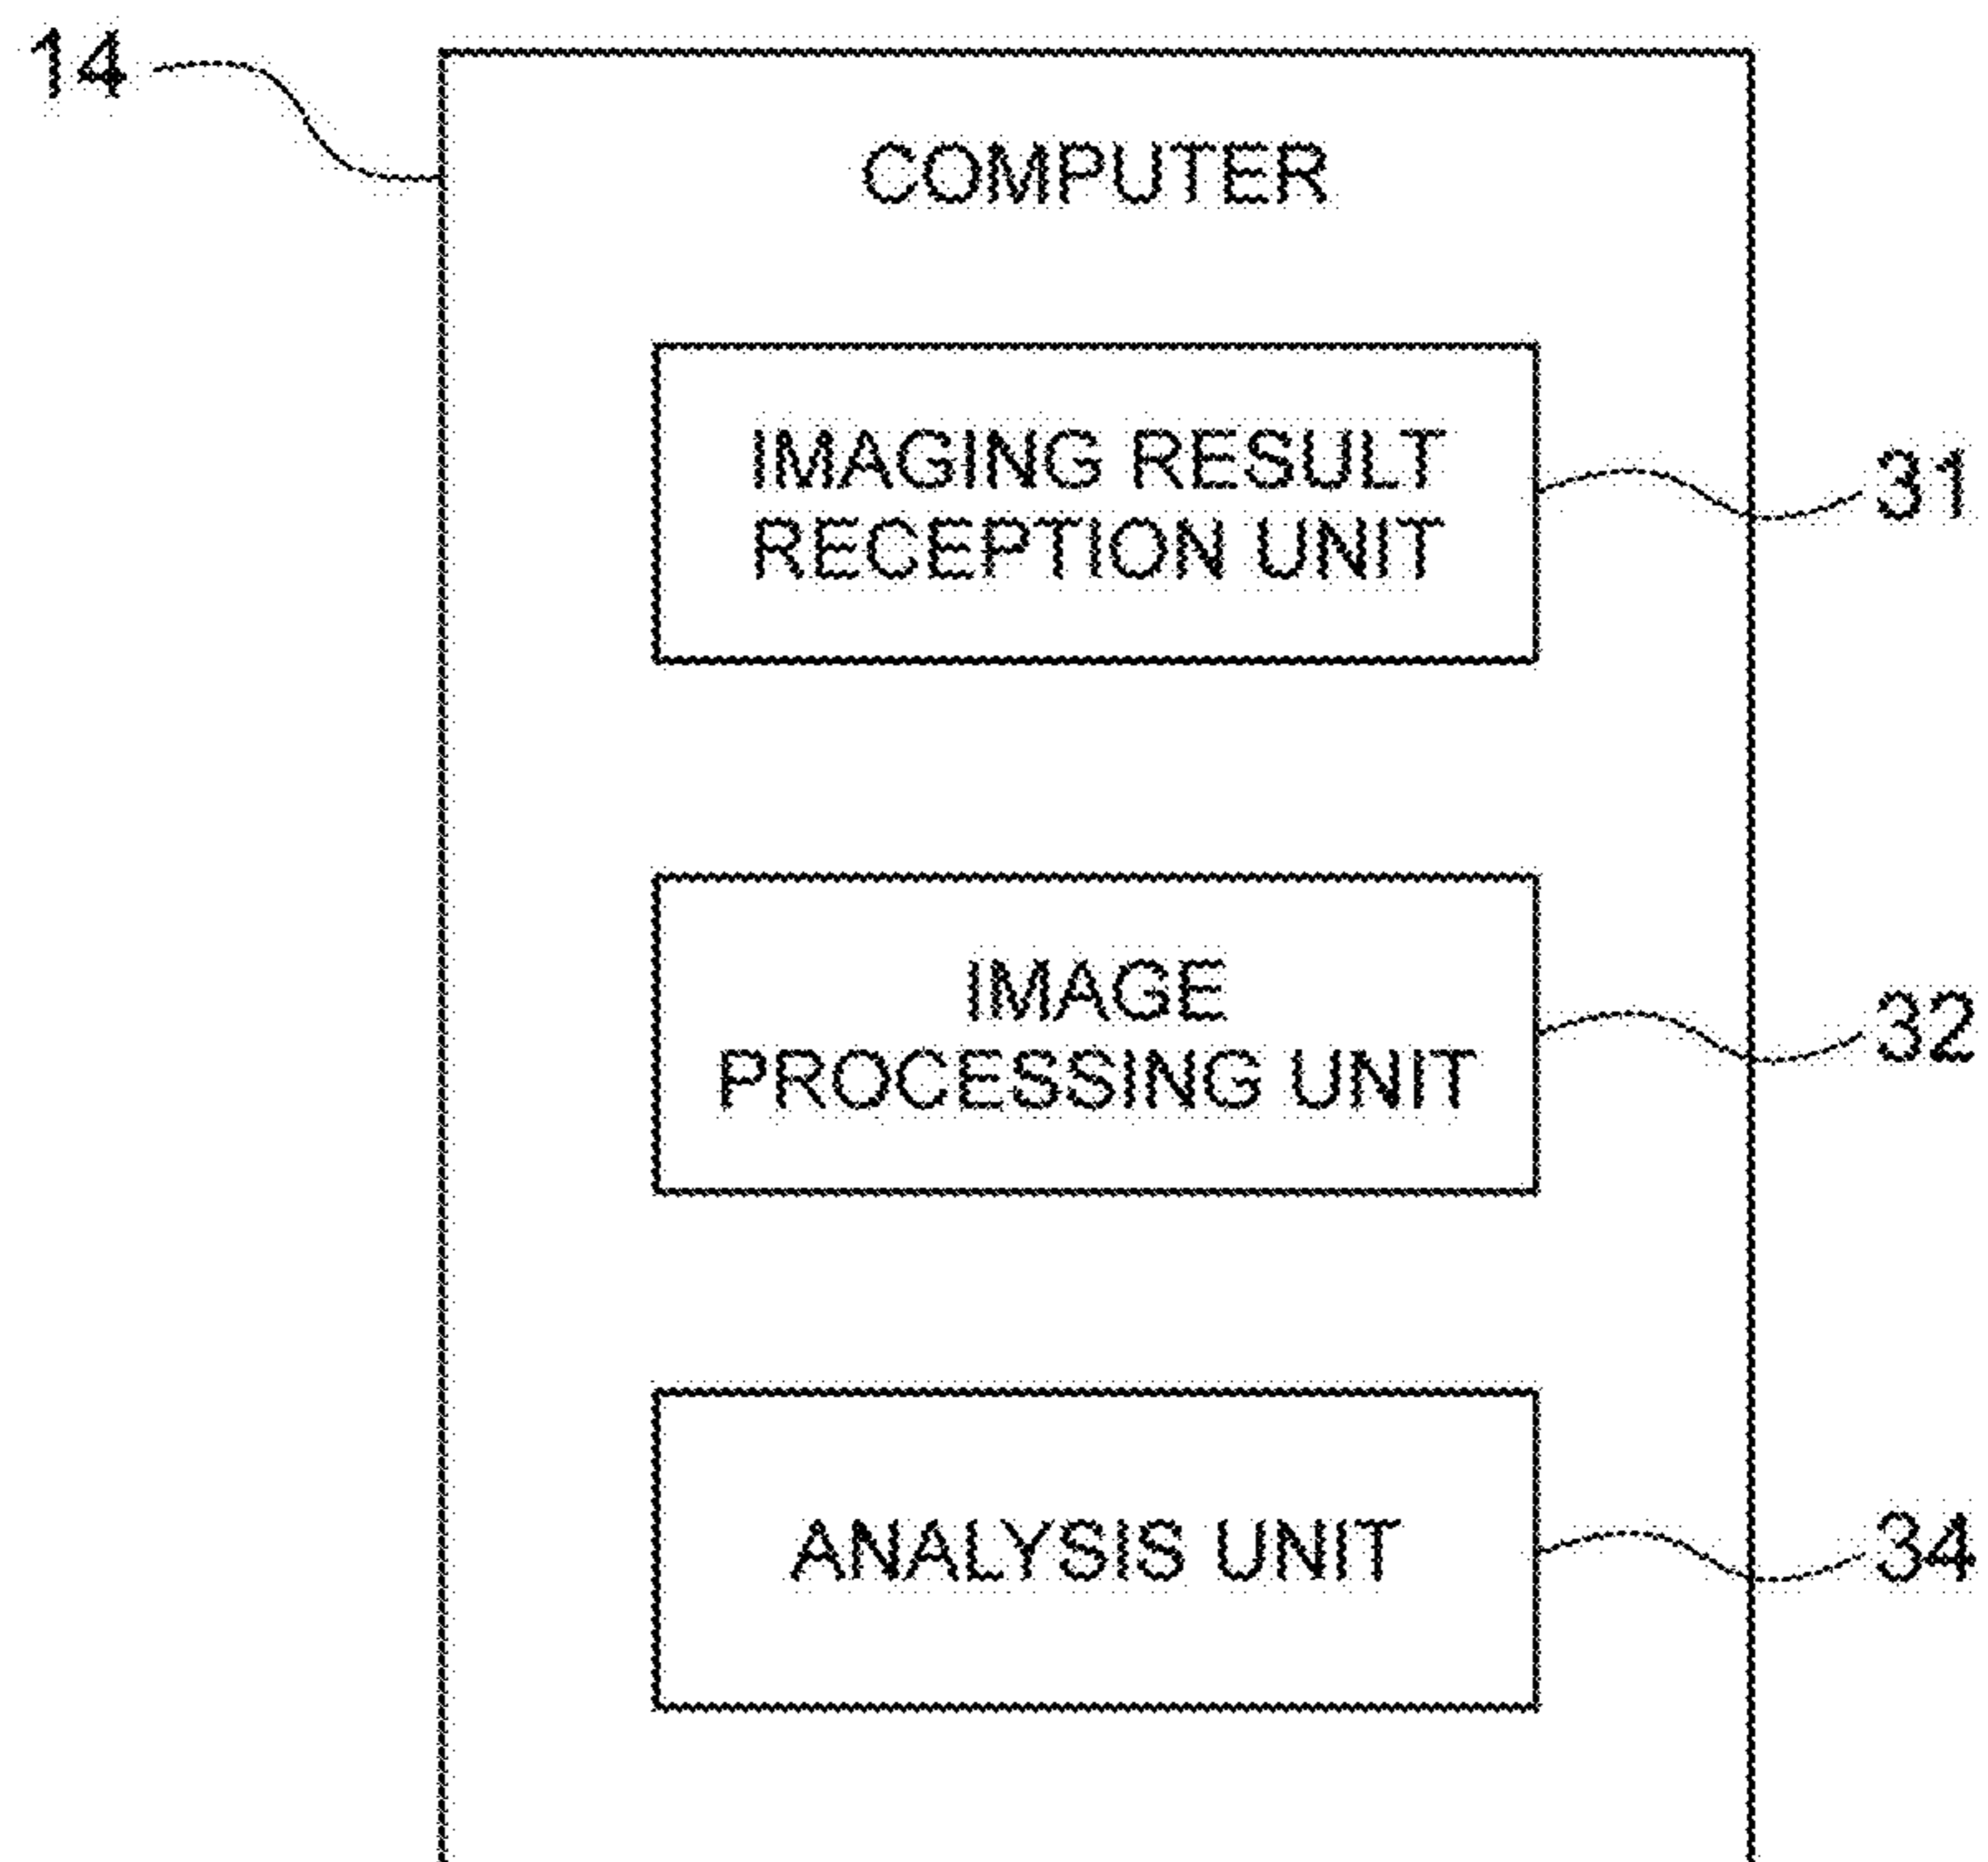 14
COMPUTER
IMAGING RESULT
RECEPTION UNIT
31
IMAGE
PROCESSING UNIT
32
ANALYSIS UNIT
34